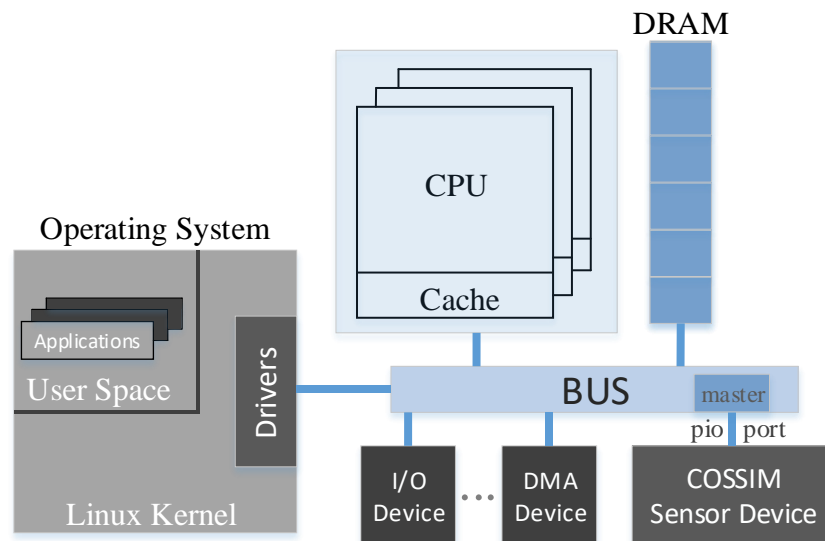 DRAM
CPU
Cache
Operating System
Applications
User Space
Drivers
Linux Kernel
BUS
master
pio port
I/O
Device
...
DMA
Device
COSSIM
Sensor Device